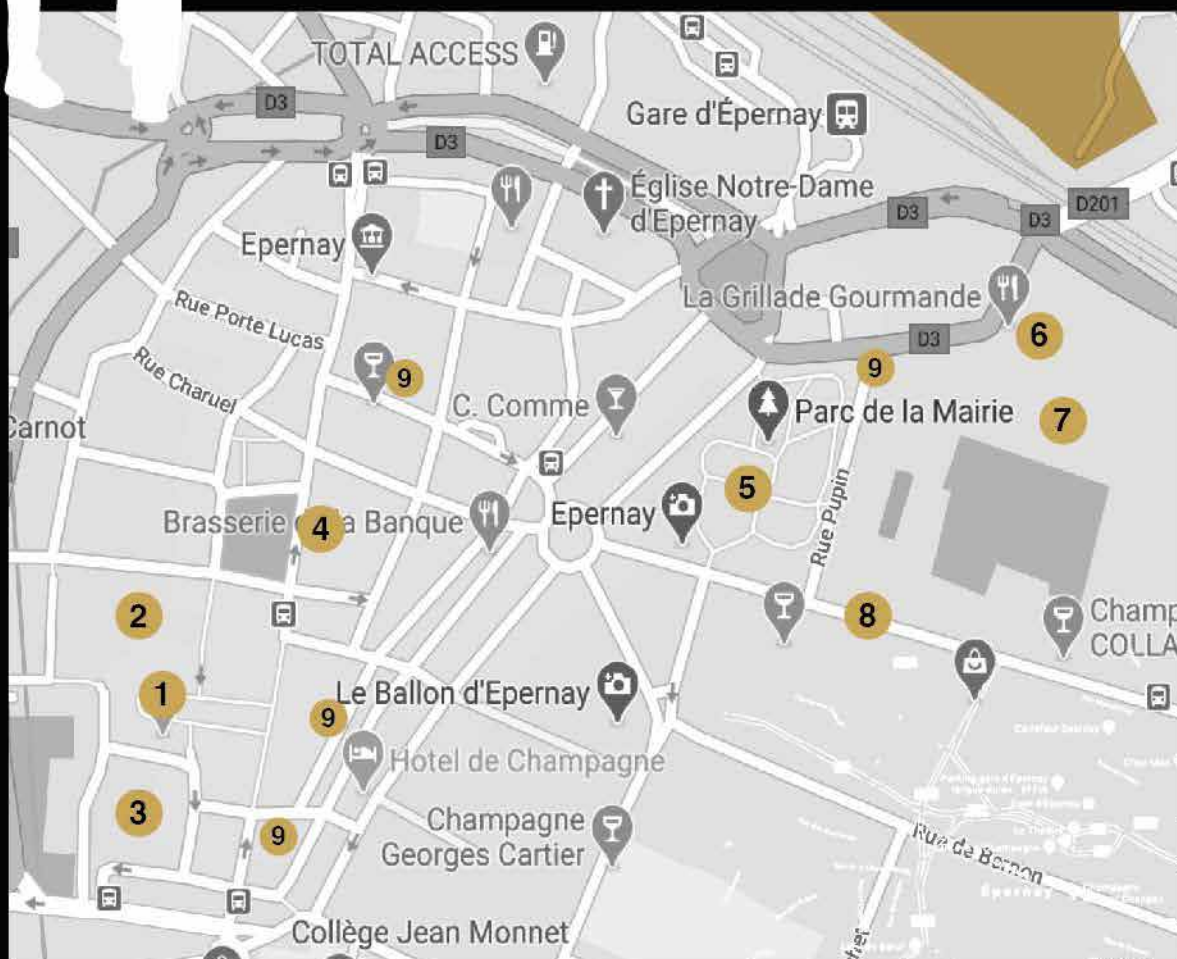 TOTAL ACCESS
D3
D3
Gare d'Épernay
Église Notre-Dame
d'Epernay
D3
D3
D201
Epernay
La Grillade Gourmande
D3
6
Rue Porte Lucas
Rue Charuel
9
9
C. Comme
Parc de la Mairie
7
Carnot
5
Epernay
Rue Pupin
Brasserie
4
la Banque
2
8
Champ
COLLA
1
Le Ballon d'Epernay
9
Hotel de Champagne
3
9
Champagne
Georges Cartier
Rue de Bernon
Epernay
Collège Jean Monnet